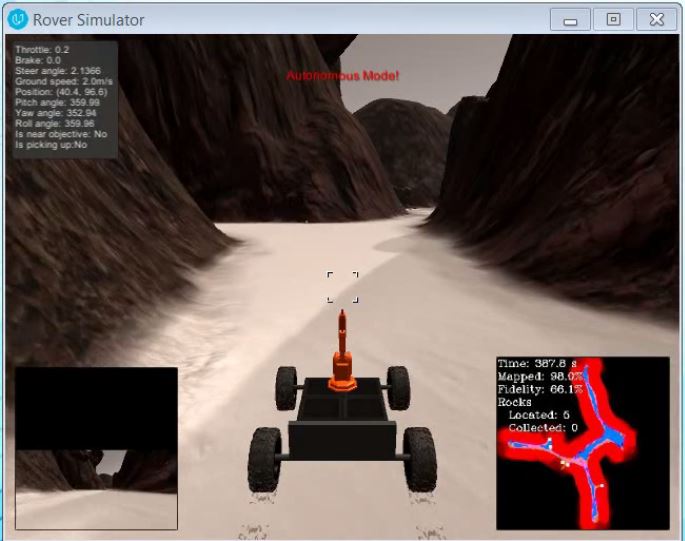 Rover Simulator
Throttle: 0.2
Brake: 0.0
Steer angle: 2.1366
Ground speed: 2.0m/s
Position: (40.4, 96.6)
Pitch angle: 359.99
Yaw angle: 352.94
Roll angle: 359.96
Is near objective: No
Is picking up:No
Autonomous Mode!
Time: 387.8 s
Mapped: 98.0%
Fidelity: 66.1%
Rocks
Located: 5
Collected: 0